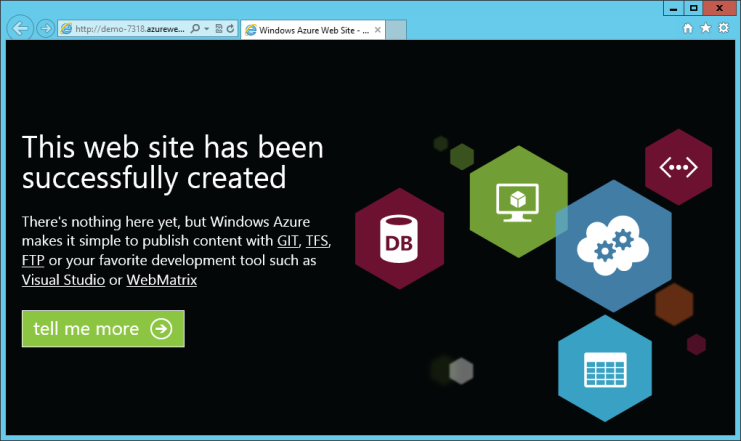 http://demo-7318.azurewe...
Windows Azure Web Site - ...
This web site has been
successfully created
There's nothing here yet, but Windows Azure
makes it simple to publish content with GIT, TFS,
FTP or your favorite development tool such as
Visual Studio or WebMatrix
tell me more
DB